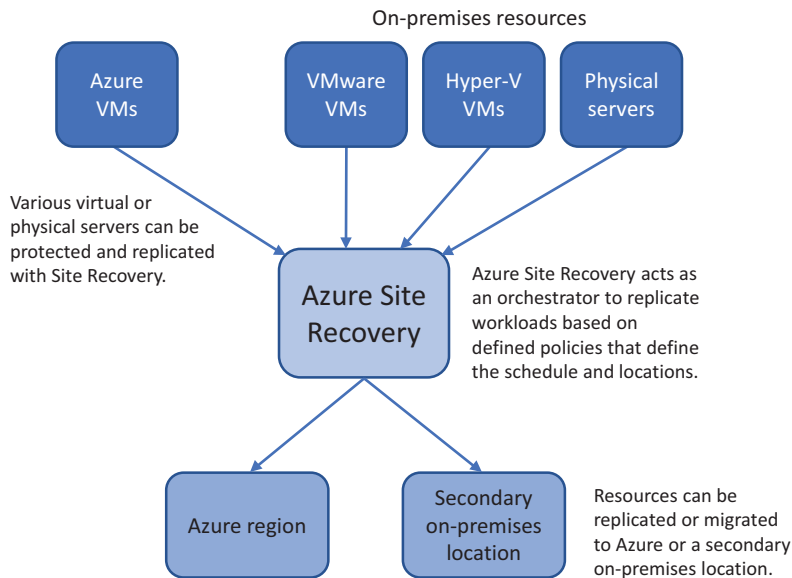 On-premises resources
Azure
VMs
VMware
VMs
Hyper-V
VMs
Physical
servers
Various virtual or
physical servers can be
protected and replicated
with Site Recovery.
Azure Site
Recovery
Azure Site Recovery acts as
an orchestrator to replicate
workloads based on
defined policies that define
the schedule and locations.
Azure region
Secondary
on-premises
location
Resources can be
replicated or migrated
to Azure or a secondary
on-premises location.